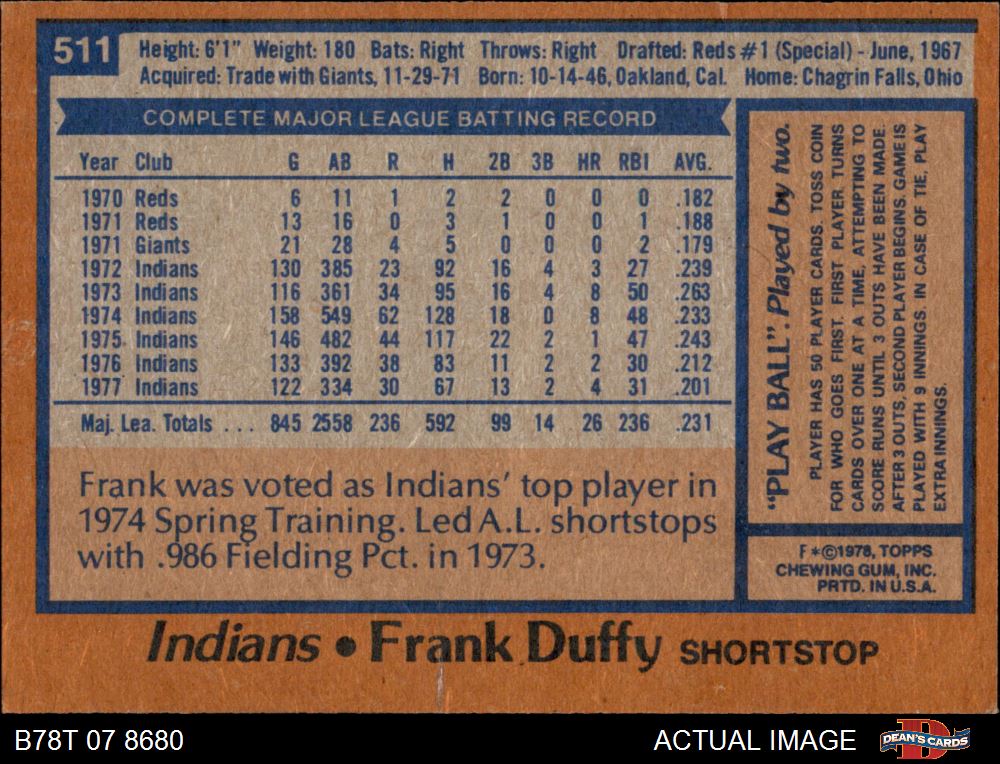 511
Height: 6'1" Weight: 180 Bats: Right Throws: Right Drafted: Reds #1 (Special) - June, 1967
Acquired: Trade with Giants, 11-29-71 Born: 10-14-46, Oakland, Cal. Home: Chagrin Falls, Ohio
COMPLETE MAJOR LEAGUE BATTING RECORD
Year Club G AB R H 2B 3B HR RBI AVG.
1970 Reds 6 11 1 2 2 0 0 0 .182
1971 Reds 13 16 0 3 1 0 0 1 .188
1971 Giants 21 28 4 5 0 0 0 2 .179
1972 Indians 130 385 23 92 16 4 3 27 .239
1973 Indians 116 361 34 95 16 4 8 50 .263
1974 Indians 158 549 62 128 18 0 8 48 .233
1975 Indians 146 482 44 117 22 2 1 47 .243
1976 Indians 133 392 38 83 11 2 2 30 .212
1977 Indians 122 334 30 67 13 2 4 31 .201
Maj. Lea. Totals . . . 845 2558 236 592 99 14 26 236 .231
Frank was voted as Indians' top player in
1974 Spring Training. Led A.L. shortstops
with .986 Fielding Pct. in 1973.
"PLAY BALL". Played by two.
PLAYER HAS 50 PLAYER CARDS. TOSS COIN
FOR WHO GOES FIRST. FIRST PLAYER TURNS
CARDS OVER ONE AT A TIME, ATTEMPTING TO
SCORE RUNS UNTIL 3 OUTS HAVE BEEN MADE.
AFTER 3 OUTS, SECOND PLAYER BEGINS. GAME IS
PLAYED WITH 9 INNINGS. IN CASE OF TIE, PLAY
EXTRA INNINGS.
F*©1978, TOPPS
CHEWING GUM, INC.
PRTD. IN U.S.A.
Indians • Frank Duffy SHORTSTOP
B78T 07 8680
ACTUAL IMAGE
D
DEAN'S CARDS